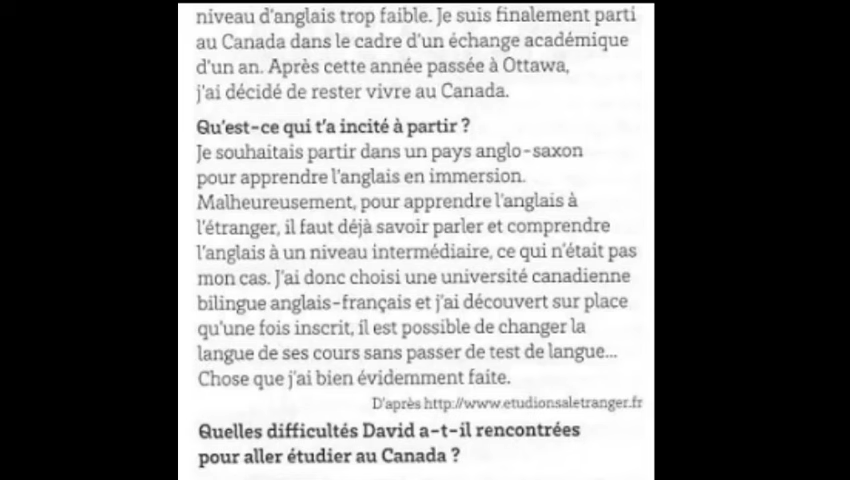 niveau d'anglais trop faible. Je suis finalement parti
au Canada dans le cadre d'un échange académique
d'un an. Après cette année passée à Ottawa,
j'ai décidé de rester vivre au Canada.
Qu'est-ce qui t'a incité à partir ?
Je souhaitais partir dans un pays anglo-saxon
pour apprendre l'anglais en immersion.
Malheureusement, pour apprendre l'anglais à
l'étranger, il faut déjà savoir parler et comprendre
l'anglais à un niveau intermédiaire, ce qui n'était pas
mon cas. J'ai donc choisi une université canadienne
bilingue anglais-français et j'ai découvert sur place
qu'une fois inscrit, il est possible de changer la
langue de ses cours sans passer de test de langue...
Chose que j'ai bien évidemment faite.
D'après http://www.etudionsaletranger.fr
Quelles difficultés David a-t-il rencontrées
pour aller étudier au Canada ?